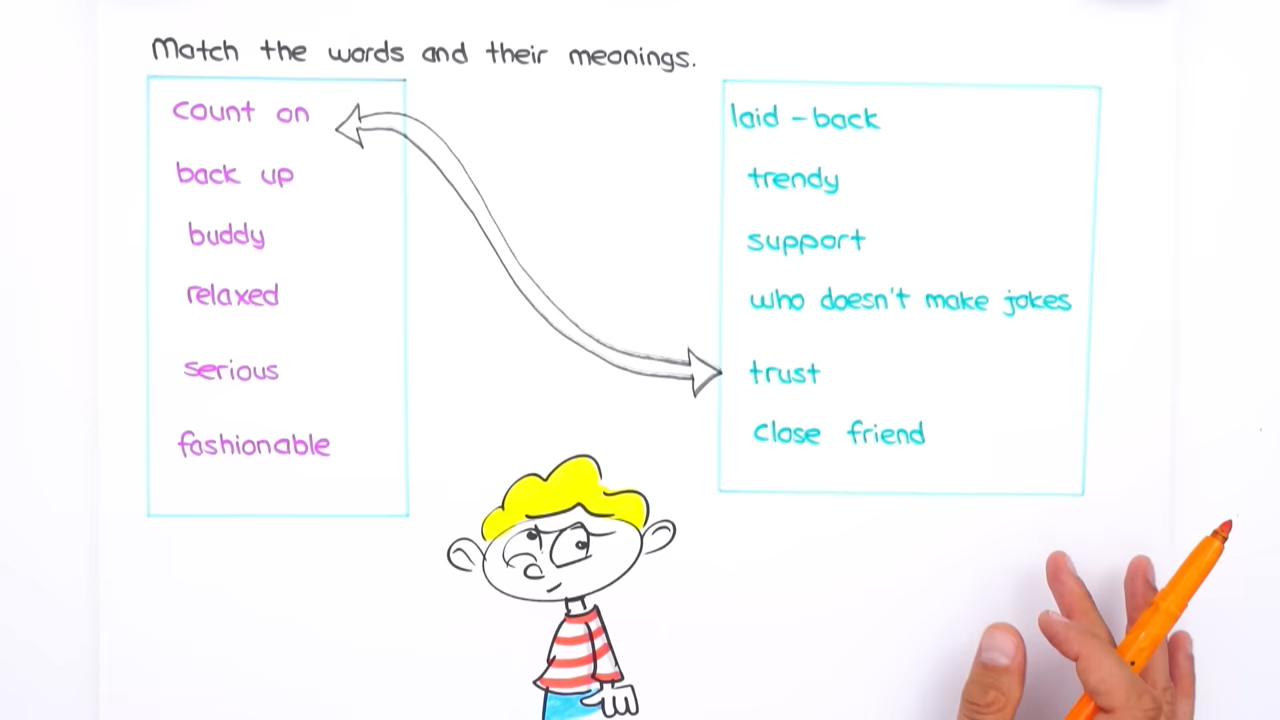 Match the words and their meanings.
count on
back up
buddy
relaxed
serious
fashionable
laid-back
trendy
support
who doesn't make jokes
trust
close friend